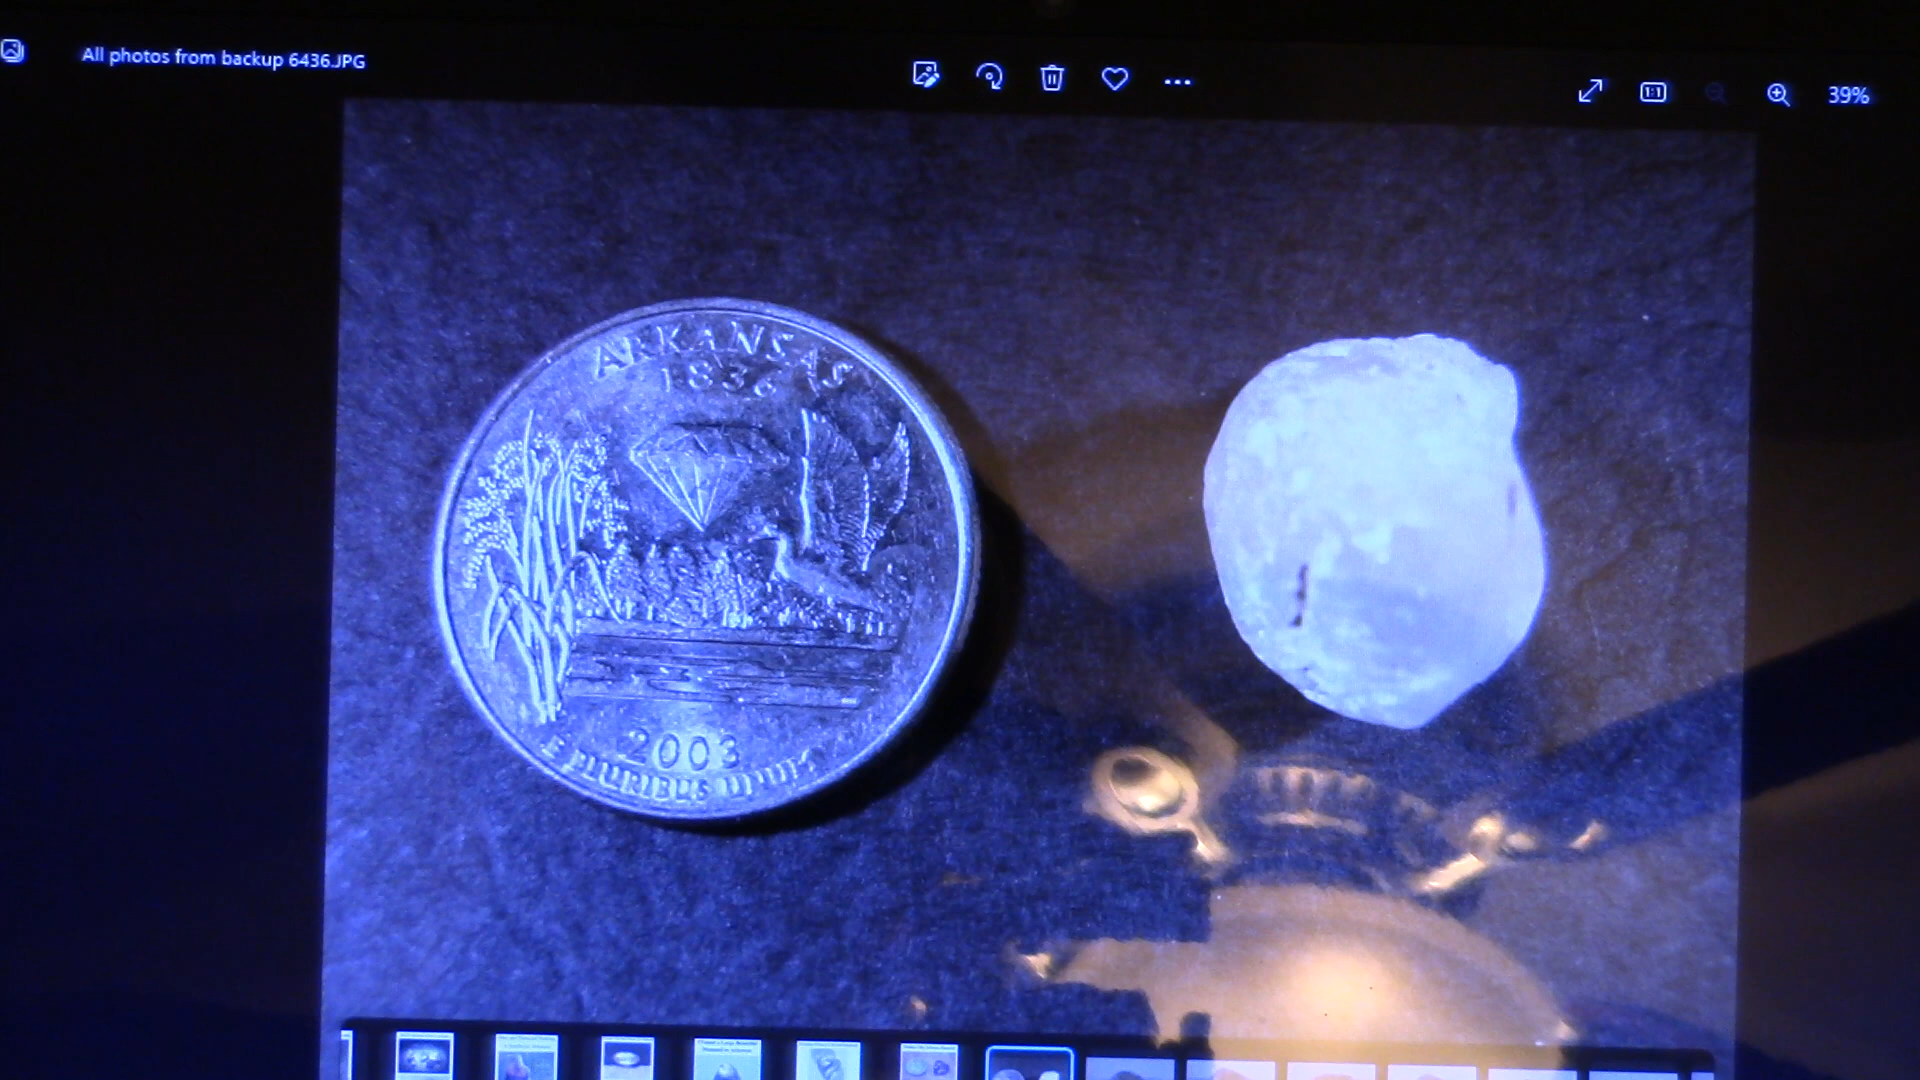 All photos from backup 6436.JPG
39%
ARKANSAS
1836
2003
E PLURIBUS UNUM